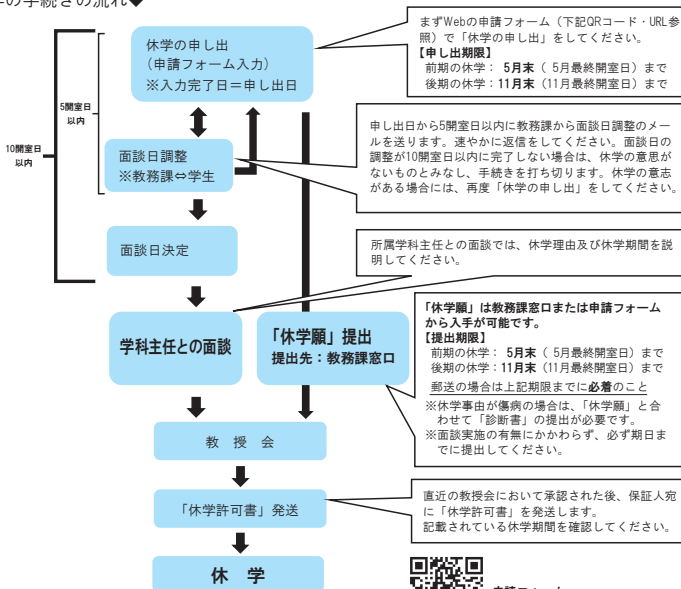 の手続きの流れ◆
休学の申し出
（申請フォーム入力）
※入力完了日＝申し出日
まずWebの申請フォーム（下記QRコード・URL参
照）で「休学の申し出」をしてください。
【申し出期限】
前期の休学： 5月末（ 5月最終開室日）まで
後期の休学：11月末（11月最終開室日）まで
5開室日
以内
10開室日
以内
面談日調整
※教務課⇔学生
申し出日から5開室日以内に教務課から面談日調整のメー
ルを送ります。速やかに返信をしてください。面談日の
調整が10開室日以内に完了しない場合は、休学の意思が
ないものとみなし、手続きを打ち切ります。休学の意志
がある場合には、再度「休学の申し出」をしてください。
面談日決定
所属学科主任との面談では、休学理由及び休学期間を説
明してください。
学科主任との面談
「休学願」提出
提出先：教務課窓口
「休学願」は教務課窓口または申請フォーム
から入手が可能です。
【提出期限】
前期の休学： 5月末（ 5月最終開室日）まで
後期の休学：11月末（11月最終開室日）まで
郵送の場合は上記期限までに必着のこと
※休学事由が傷病の場合は、「休学願」と合
わせて「診断書」の提出が必要です。
※面談実施の有無にかかわらず、必ず期日ま
でに提出してください。
教 授 会
「休学許可書」発送
直近の教授会において承認された後、保証人宛
に「休学許可書」を発送します。
記載されている休学期間を確認してください。
休 学